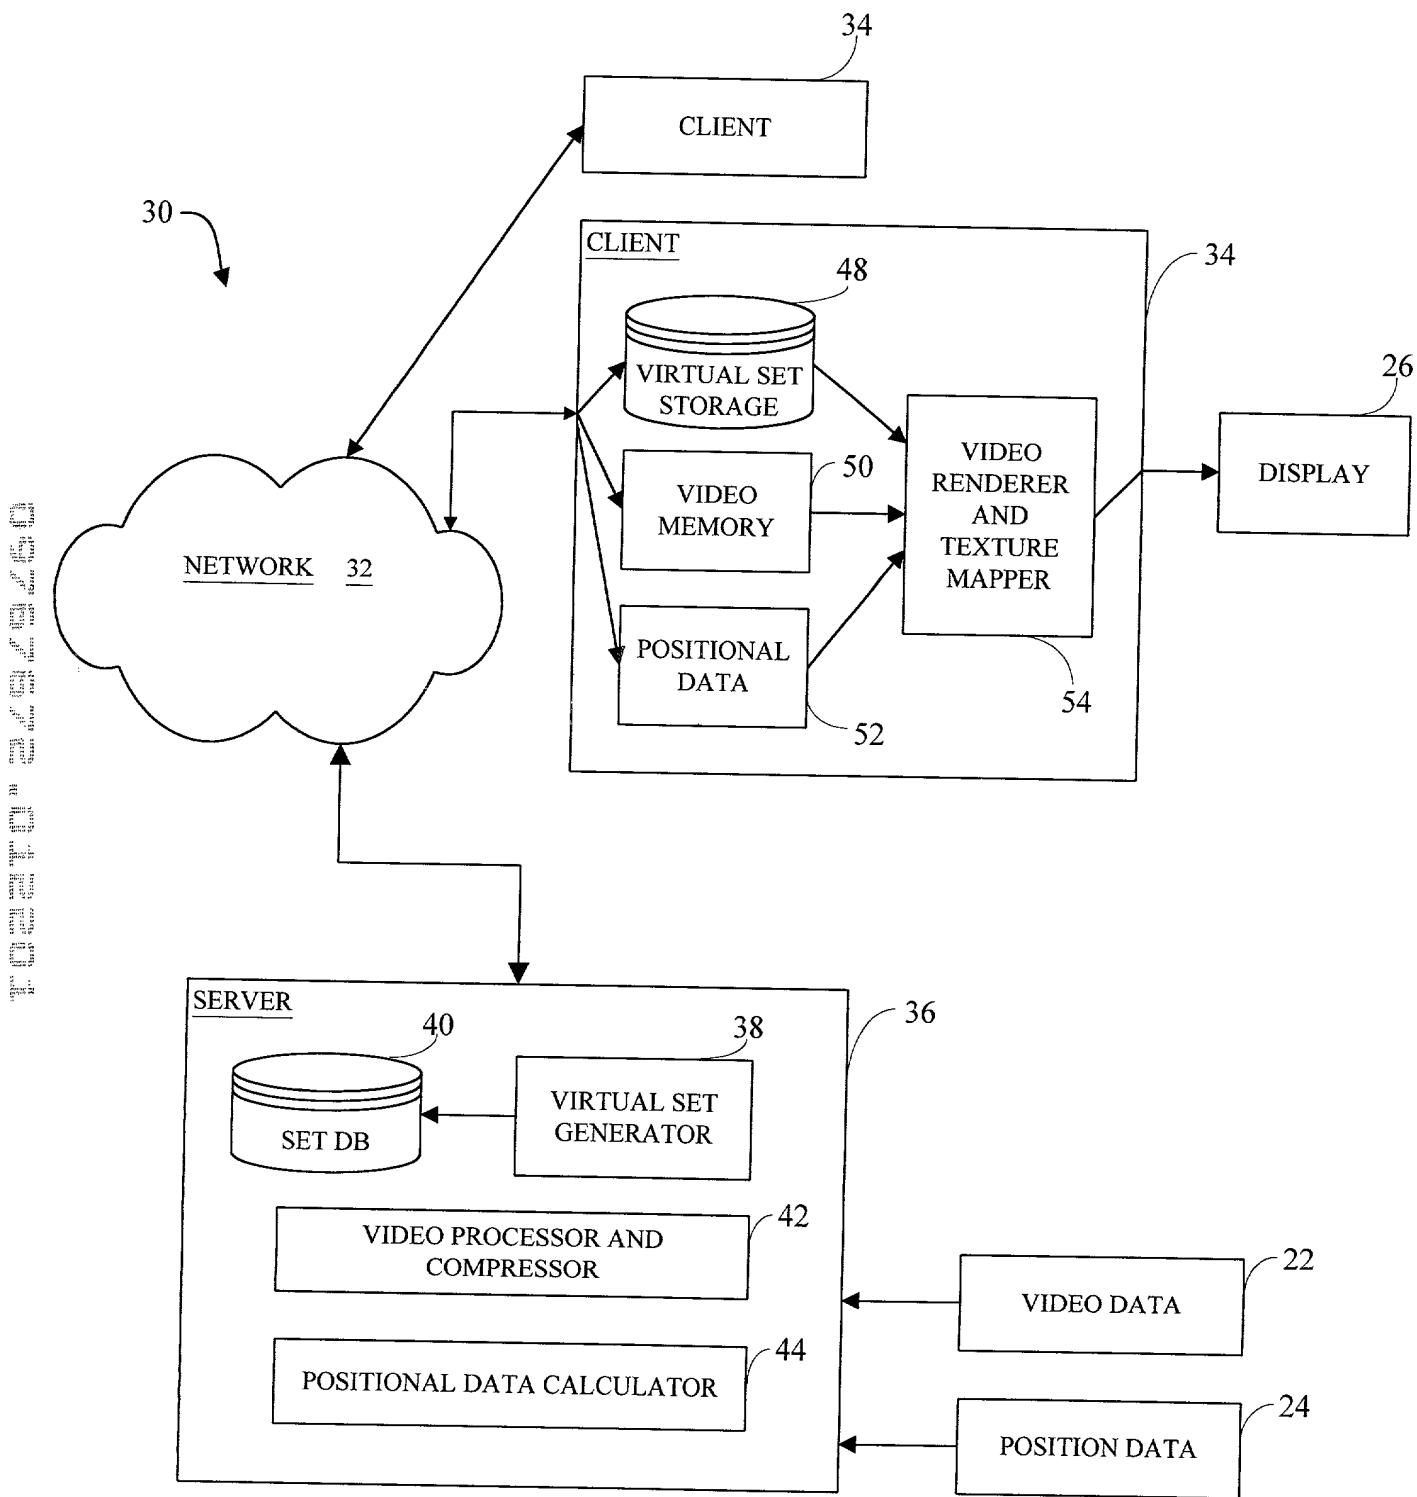 34
CLIENT
30
CLIENT
34
48
VIRTUAL SET
STORAGE
26
DISPLAY
50
VIDEO
MEMORY
VIDEO
RENDERER
AND
TEXTURE
MAPPER
NETWORK 32
POSITIONAL
DATA
54
52
SERVER
36
40
38
VIRTUAL SET
GENERATOR
SET DB
42
VIDEO PROCESSOR AND
COMPRESSOR
22
VIDEO DATA
44
POSITIONAL DATA CALCULATOR
24
POSITION DATA